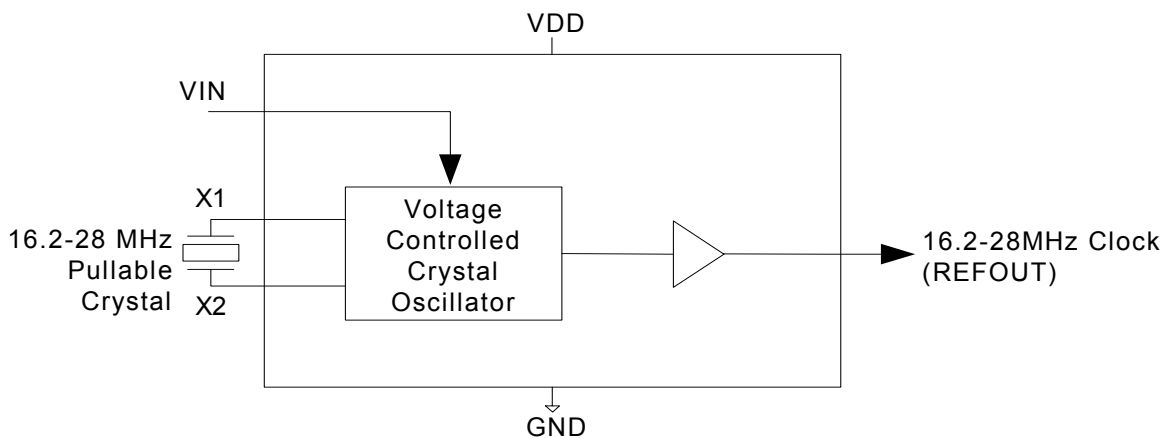 VDD
VIN
X1
16.2-28 MHz
Pullable
Crystal
X2
Voltage
Controlled
Crystal
Oscillator
16.2-28MHz Clock
(REFOUT)
GND